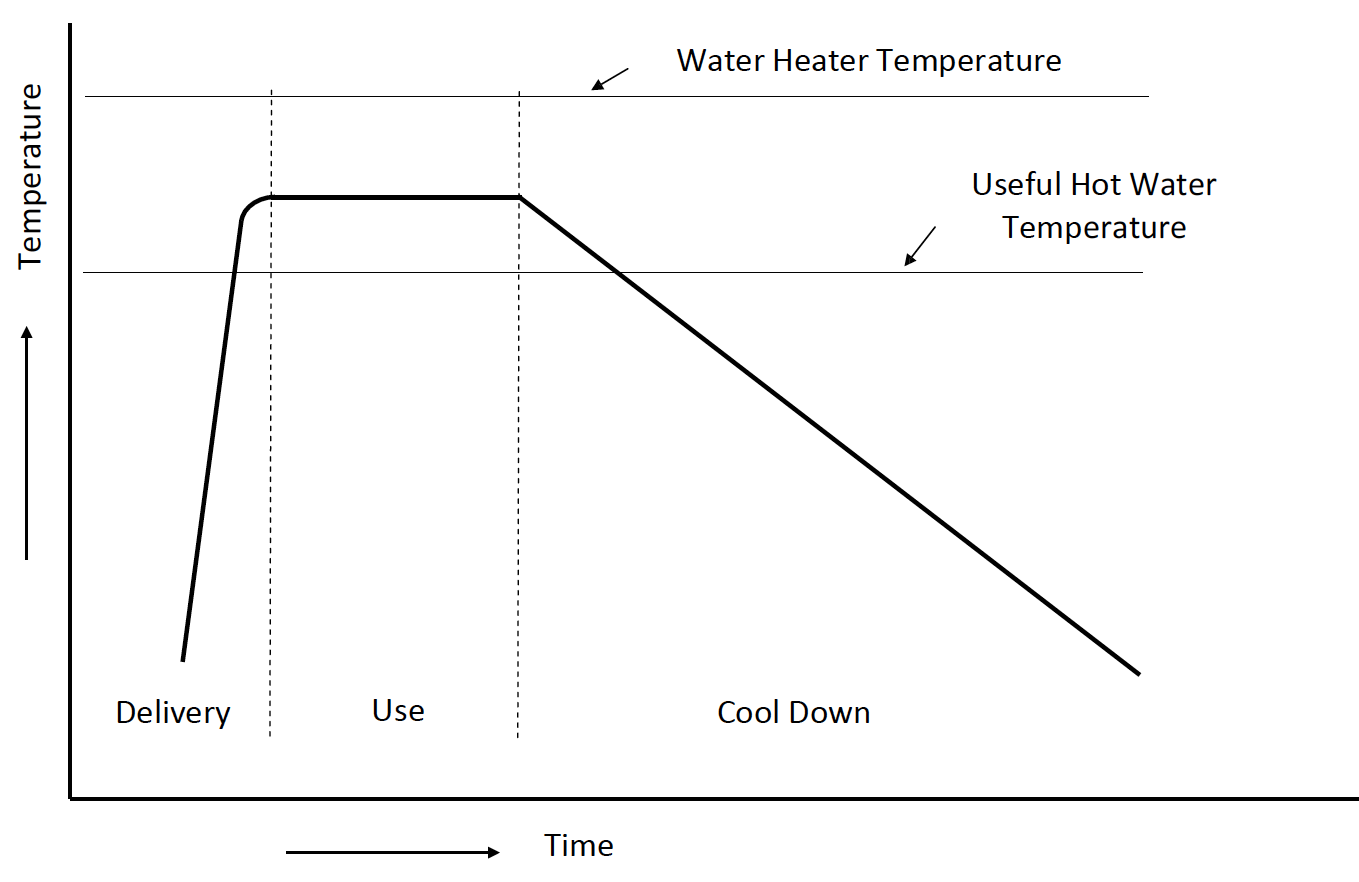 Water Heater Temperature
Temperature
Useful Hot Water
Temperature
Delivery
Use
Cool Down
Time